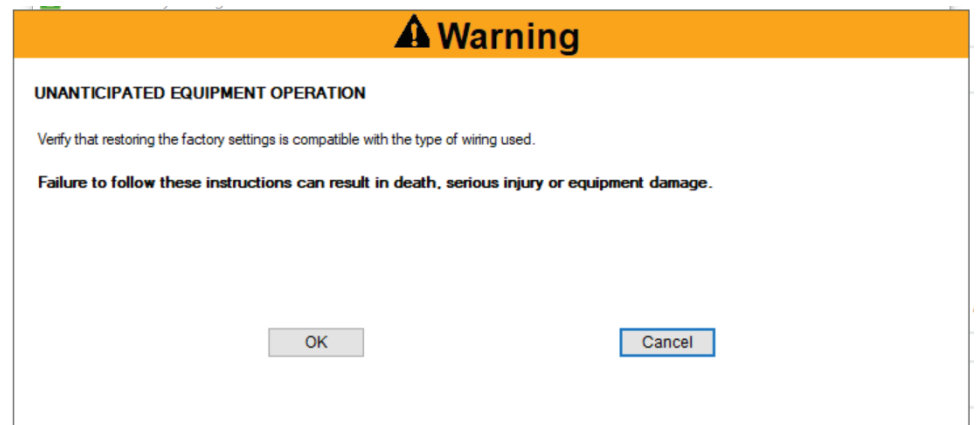 Warning
UNANTICIPATED EQUIPMENT OPERATION
Verify that restoring the factory settings is compatible with the type of wiring used.
Failure to follow these instructions can result in death, serious injury or equipment damage.
OK
Cancel